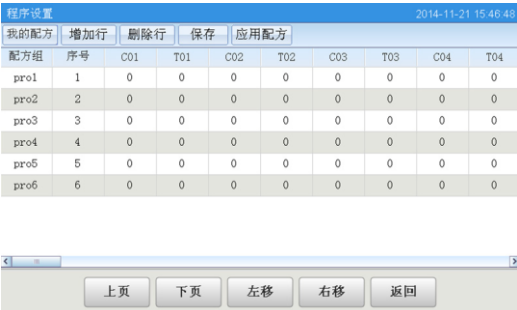 程序设置 2014-11-21 15:46:48
我的配方 增加行 删除行 保存 应用配方
配方组 序号 C01 T01 C02 T02 C03 T03 C04 T04
pro1 1 0 0 0 0 0 0 0 0
pro2 2 0 0 0 0 0 0 0 0
pro3 3 0 0 0 0 0 0 0 0
pro4 4 0 0 0 0 0 0 0 0
pro5 5 0 0 0 0 0 0 0 0
pro6 6 0 0 0 0 0 0 0 0
上页 下页 左移 右移 返回